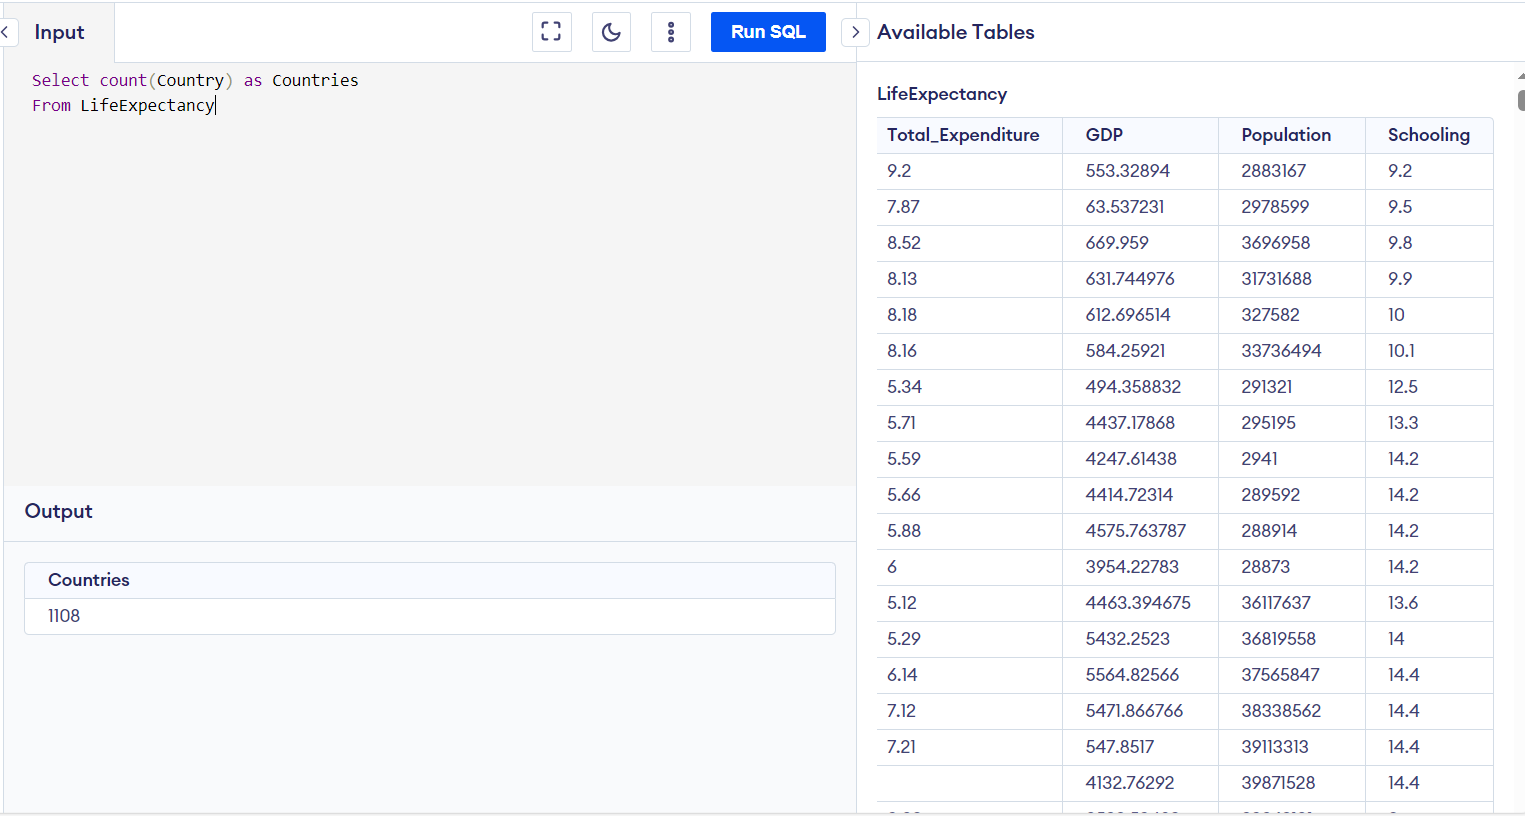 Input
Run SQL
Available Tables
Select count(Country) as Countries
From LifeExpectancy
Output
Countries
1108
LifeExpectancy
Total_Expenditure GDP Population Schooling
9.2 553.32894 2883167 9.2
7.87 63.537231 2978599 9.5
8.52 669.959 3696958 9.8
8.13 631.744976 31731688 9.9
8.18 612.696514 327582 10
8.16 584.25921 33736494 10.1
5.34 494.358832 291321 12.5
5.71 4437.17868 295195 13.3
5.59 4247.61438 2941 14.2
5.66 4414.72314 289592 14.2
5.88 4575.763787 288914 14.2
6 3954.22783 28873 14.2
5.12 4463.394675 36117637 13.6
5.29 5432.2523 36819558 14
6.14 5564.82566 37565847 14.4
7.12 5471.866766 38338562 14.4
7.21 547.8517 39113313 14.4
4132.76292 39871528 14.4